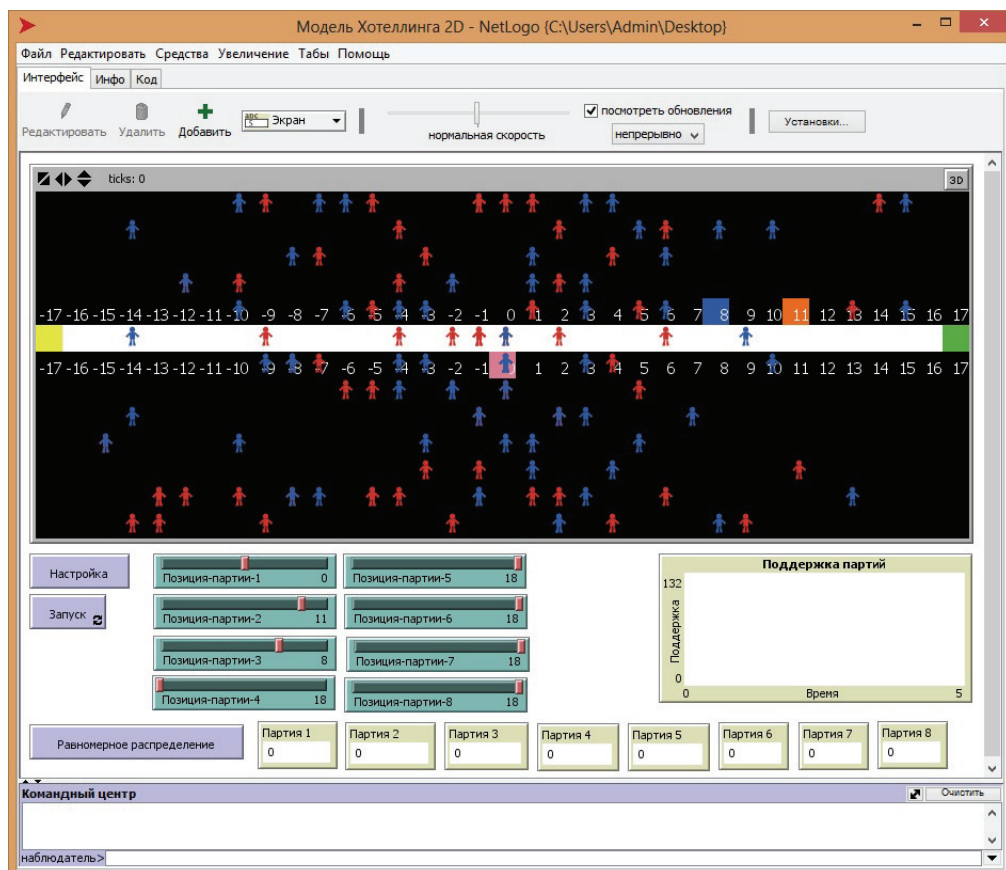 Модель Хотеллинга 2D - NetLogo {C:\Users\Admin\Desktop}
Файл Редактировать Средства Увеличение Табы Помощь
Интерфейс Инфо Код
Редактировать Удалить Добавить Экран нормальная скорость посмотреть обновления непрерывно Установки...
ticks: 0 3D
-17 -16 -15 -14 -13 -12 -11 -10 -9 -8 -7 -6 -5 -4 -3 -2 -1 0 1 2 3 4 5 6 7 8 9 10 11 12 13 14 15 16 17
-17 -16 -15 -14 -13 -12 -11 -10 -9 -8 -7 -6 -5 -4 -3 -2 -1 0 1 2 3 4 5 6 7 8 9 10 11 12 13 14 15 16 17
Настройка
Запуск
Позиция-партии-1 0
Позиция-партии-5 18
Позиция-партии-2 11
Позиция-партии-6 18
Позиция-партии-3 8
Позиция-партии-7 18
Позиция-партии-4 18
Позиция-партии-8 18
Поддержка партий
132
Поддержка
0
0 Время 5
Равномерное распределение
Партия 1 Партия 2 Партия 3 Партия 4 Партия 5 Партия 6 Партия 7 Партия 8
0 0 0 0 0 0 0 0
Командный центр Очистить
наблюдатель>